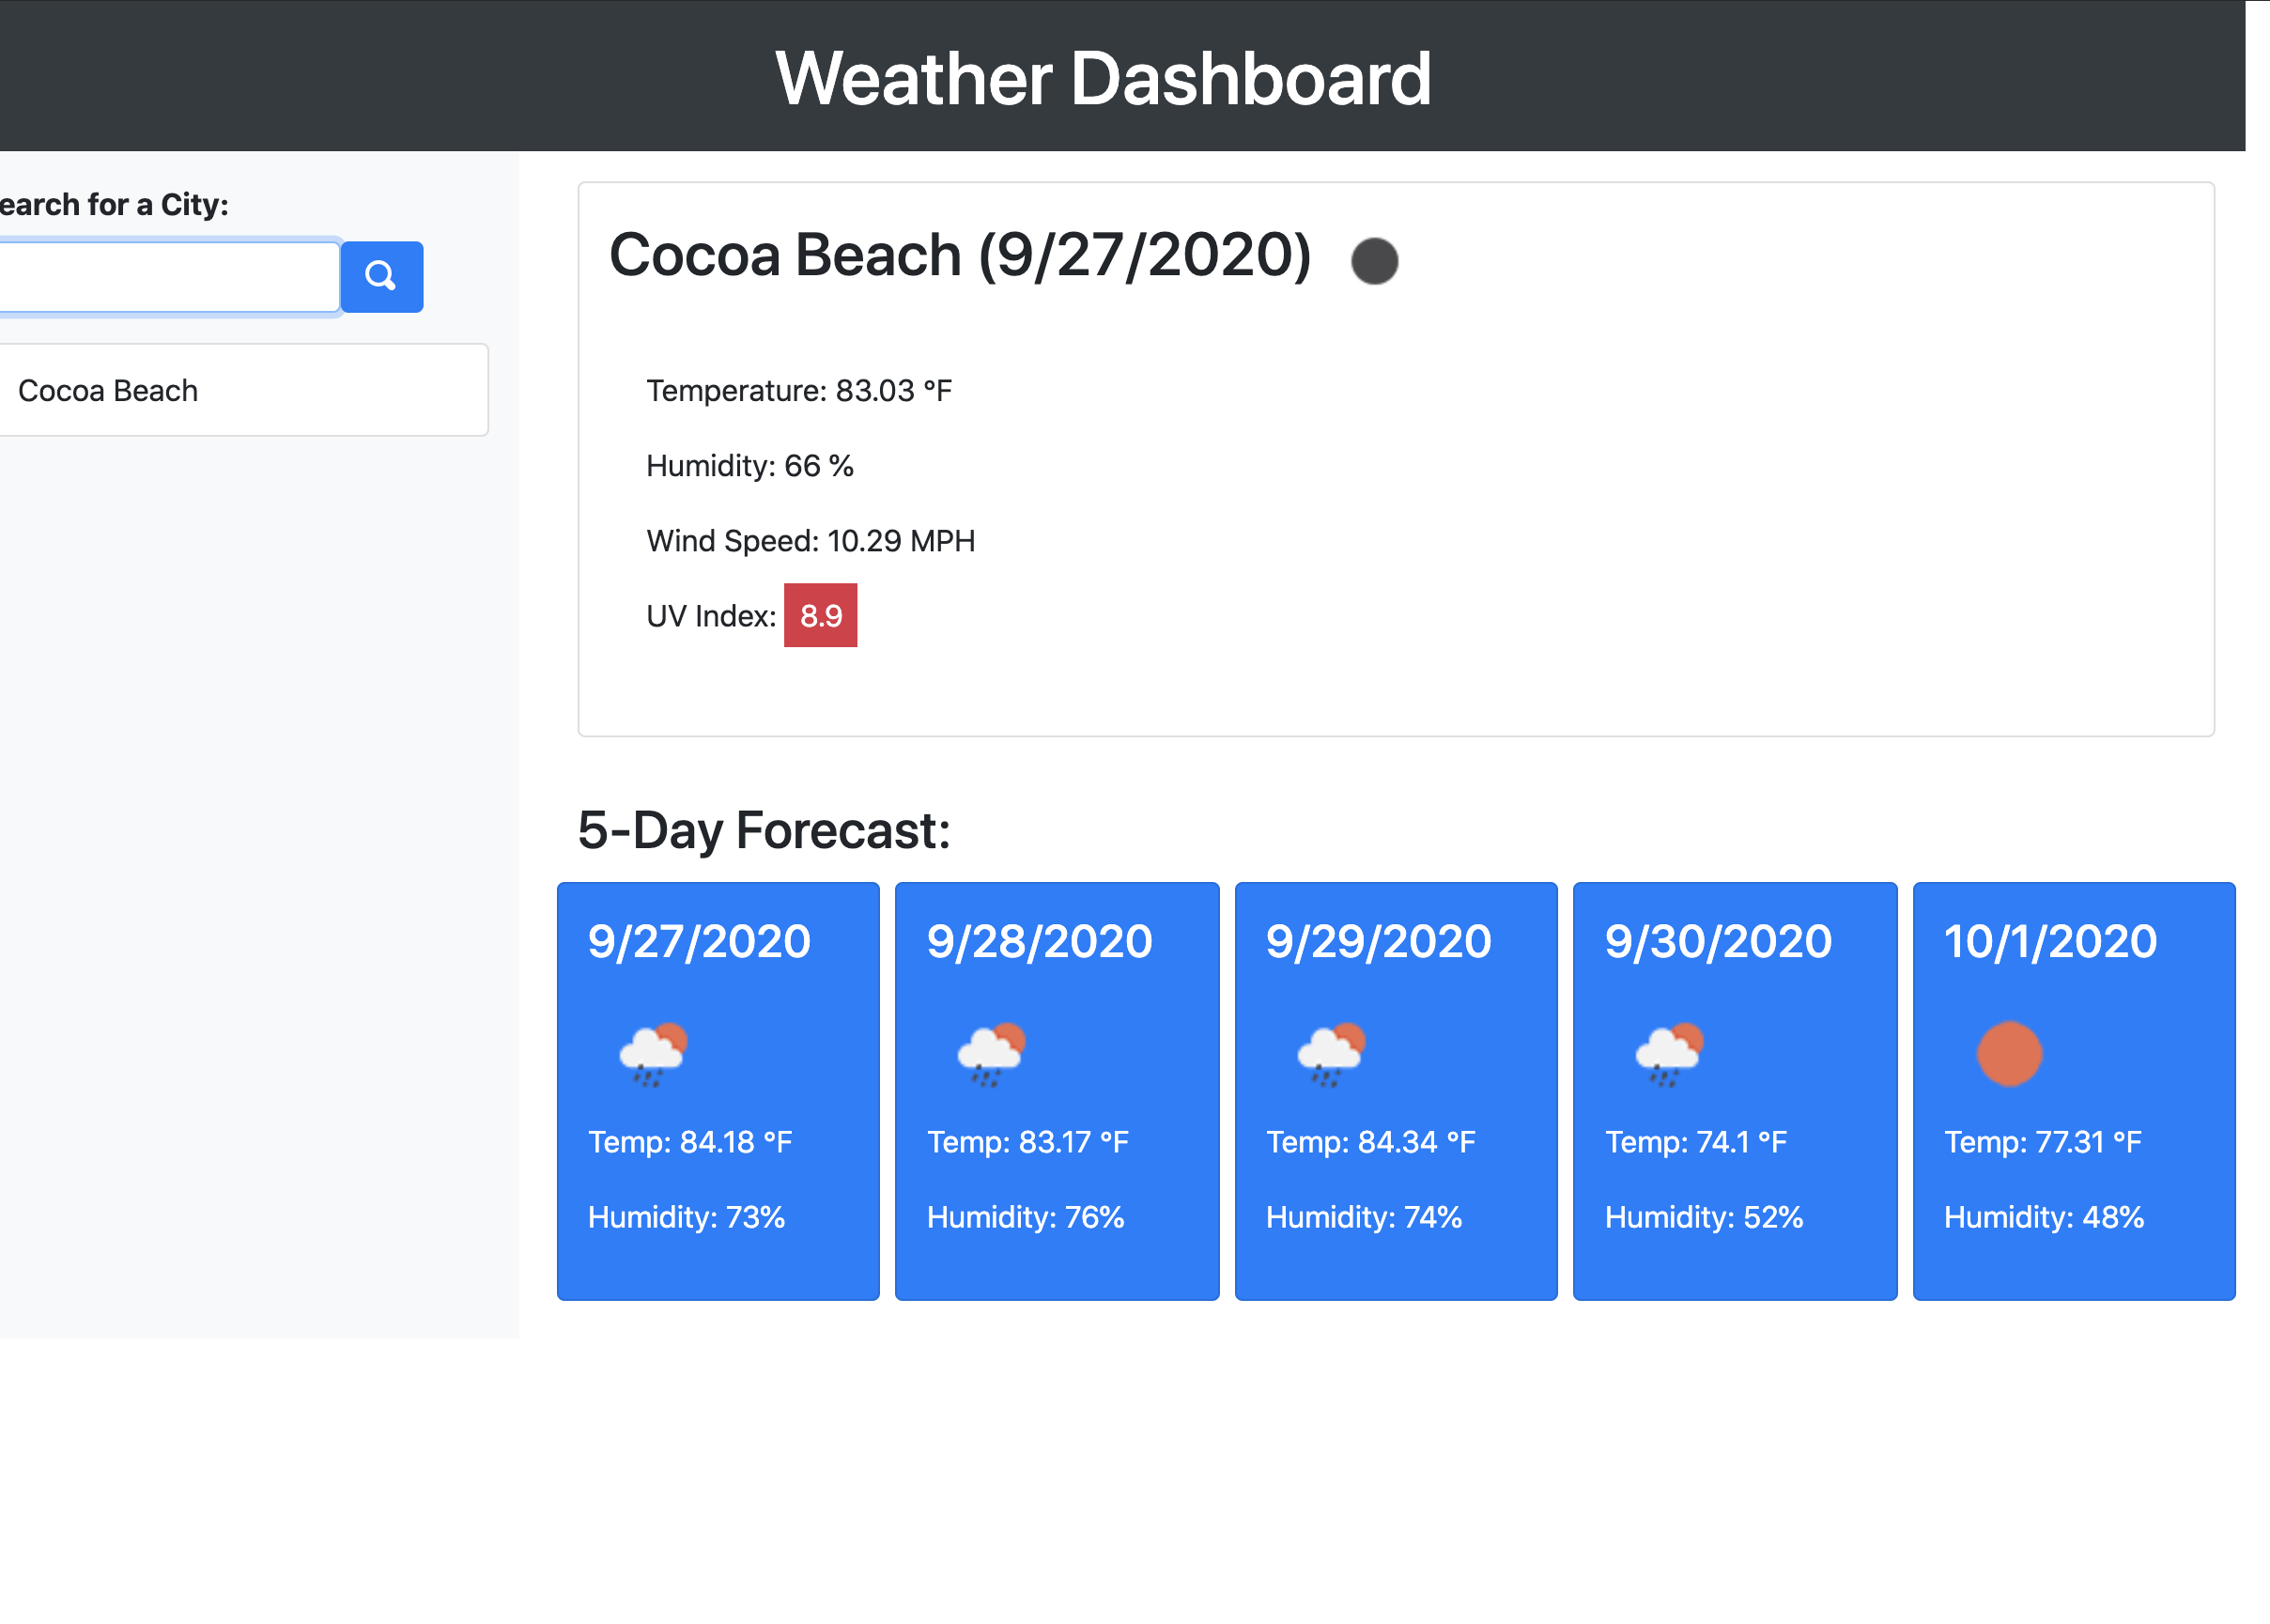 Weather Dashboard
earch for a City:
Cocoa Beach
Cocoa Beach (9/27/2020)
Temperature: 83.03 °F
Humidity: 66 %
Wind Speed: 10.29 MPH
UV Index: 8.9
5-Day Forecast:
9/27/2020
Temp: 84.18 °F
Humidity: 73%
9/28/2020
Temp: 83.17 °F
Humidity: 76%
9/29/2020
Temp: 84.34 °F
Humidity: 74%
9/30/2020
Temp: 74.1 °F
Humidity: 52%
10/1/2020
Temp: 77.31 °F
Humidity: 48%